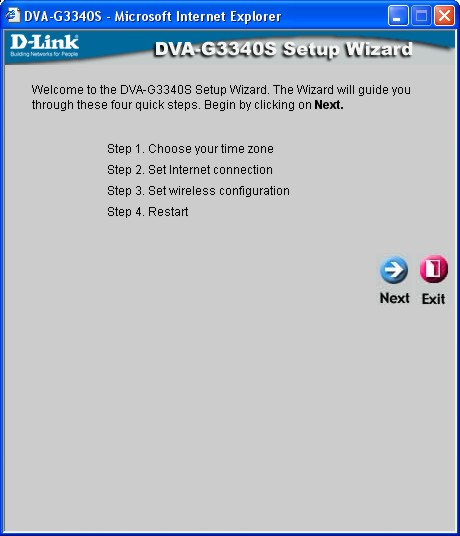 DVA-G3340S - Microsoft Internet Explorer
D-Link
Building Networks for People
DVA-G3340S Setup Wizard
Welcome to the DVA-G3340S Setup Wizard. The Wizard will guide you
through these four quick steps. Begin by clicking on Next.
Step 1. Choose your time zone
Step 2. Set Internet connection
Step 3. Set wireless configuration
Step 4. Restart
Next Exit